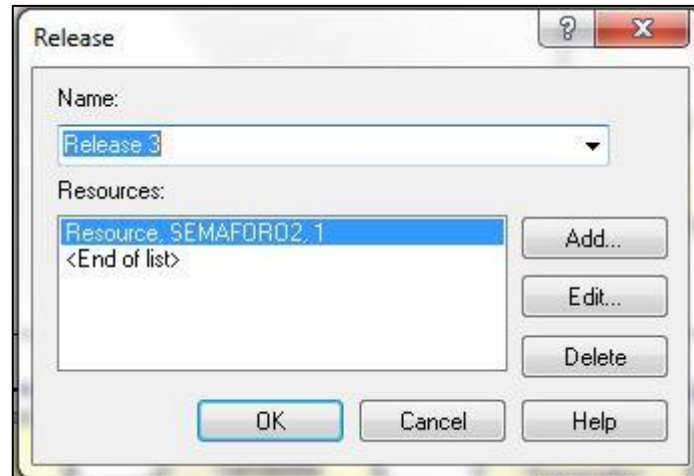 Release
Name:
Release 3
Resources:
Resource, SEMAFORO2, 1
<End of list>
Add...
Edit...
Delete
OK
Cancel
Help